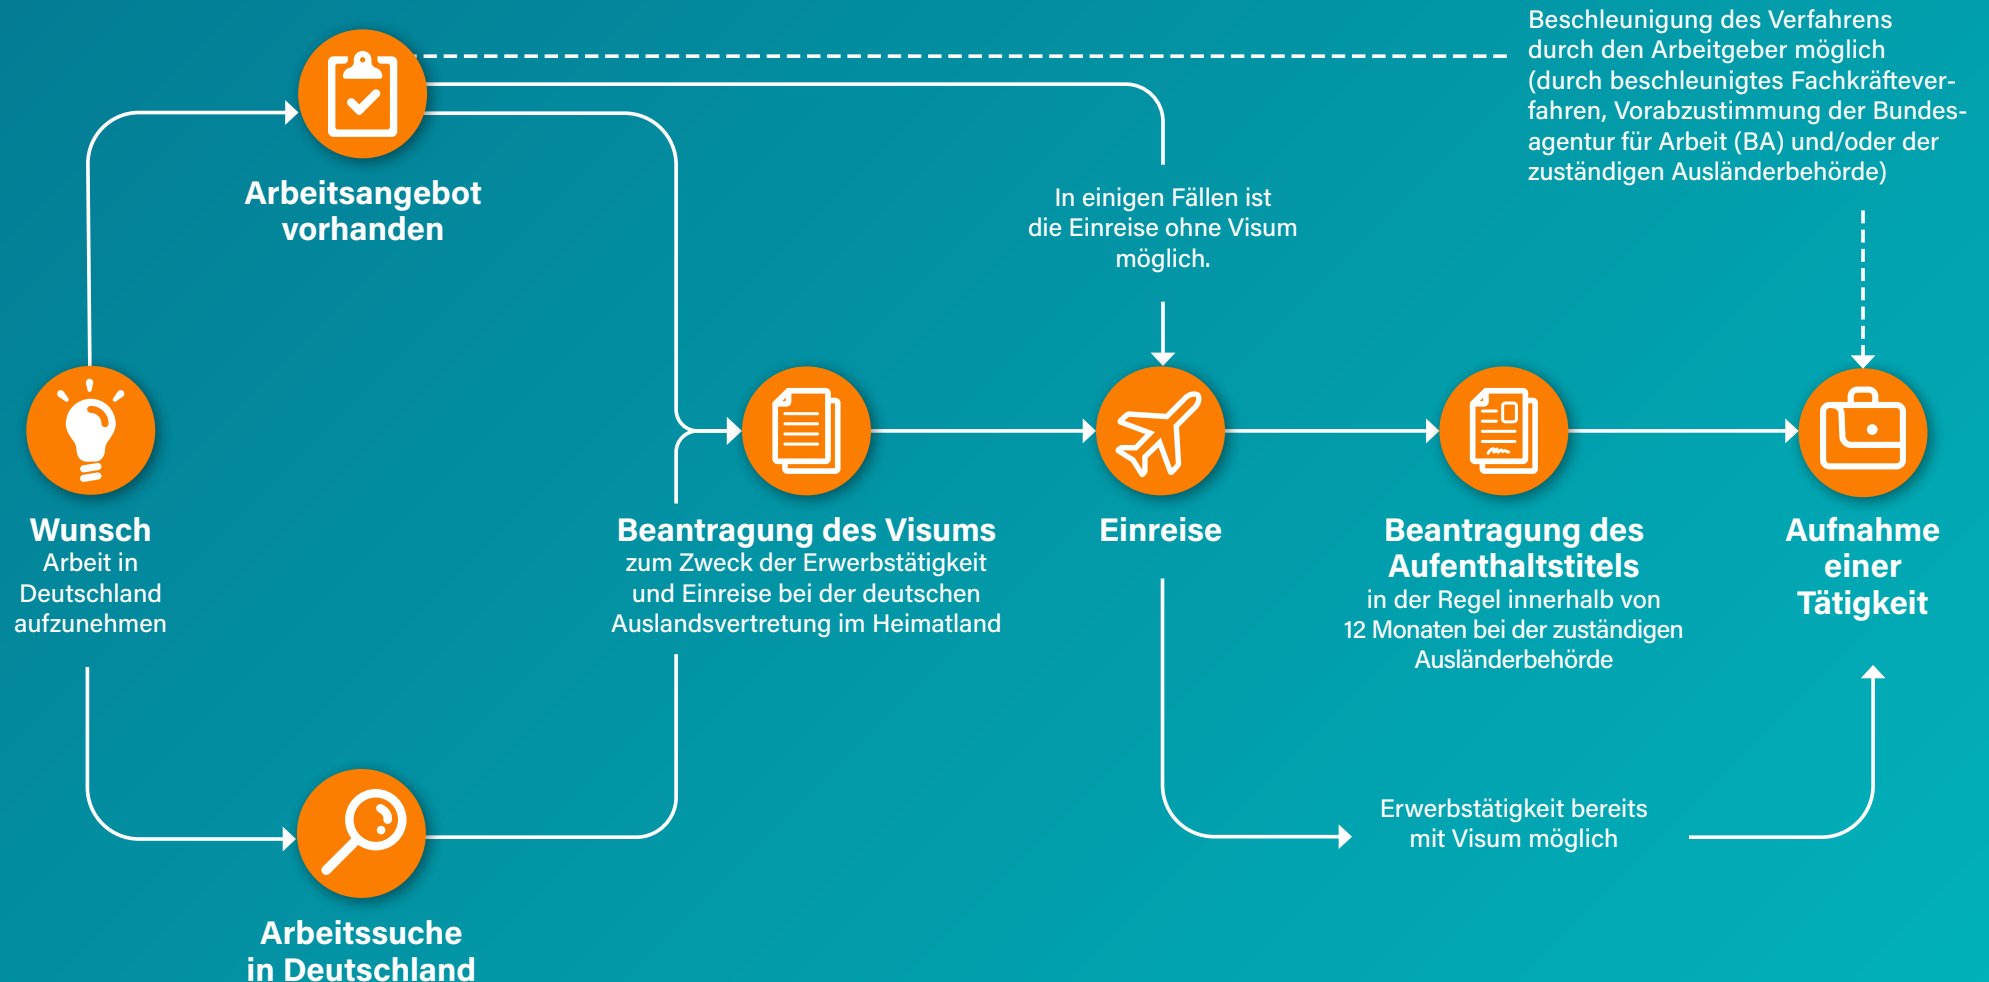 Beschleunigung des Verfahrens
durch den Arbeitgeber möglich
(durch beschleunigtes Fachkräftever-
fahren, Vorabzustimmung der Bundes-
agentur für Arbeit (BA) und/oder der
zuständigen Ausländerbehörde)
Arbeitsangebot
vorhanden
In einigen Fällen ist
die Einreise ohne Visum
möglich.
Wunsch
Arbeit in
Deutschland
aufzunehmen
Beantragung des Visums
zum Zweck der Erwerbstätigkeit
und Einreise bei der deutschen
Auslandsvertretung im Heimatland
Einreise
Beantragung des
Aufenthaltstitels
in der Regel innerhalb von
12 Monaten bei der zuständigen
Ausländerbehörde
Aufnahme
einer
Tätigkeit
Erwerbstätigkeit bereits
mit Visum möglich
Arbeitssuche
in Deutschland